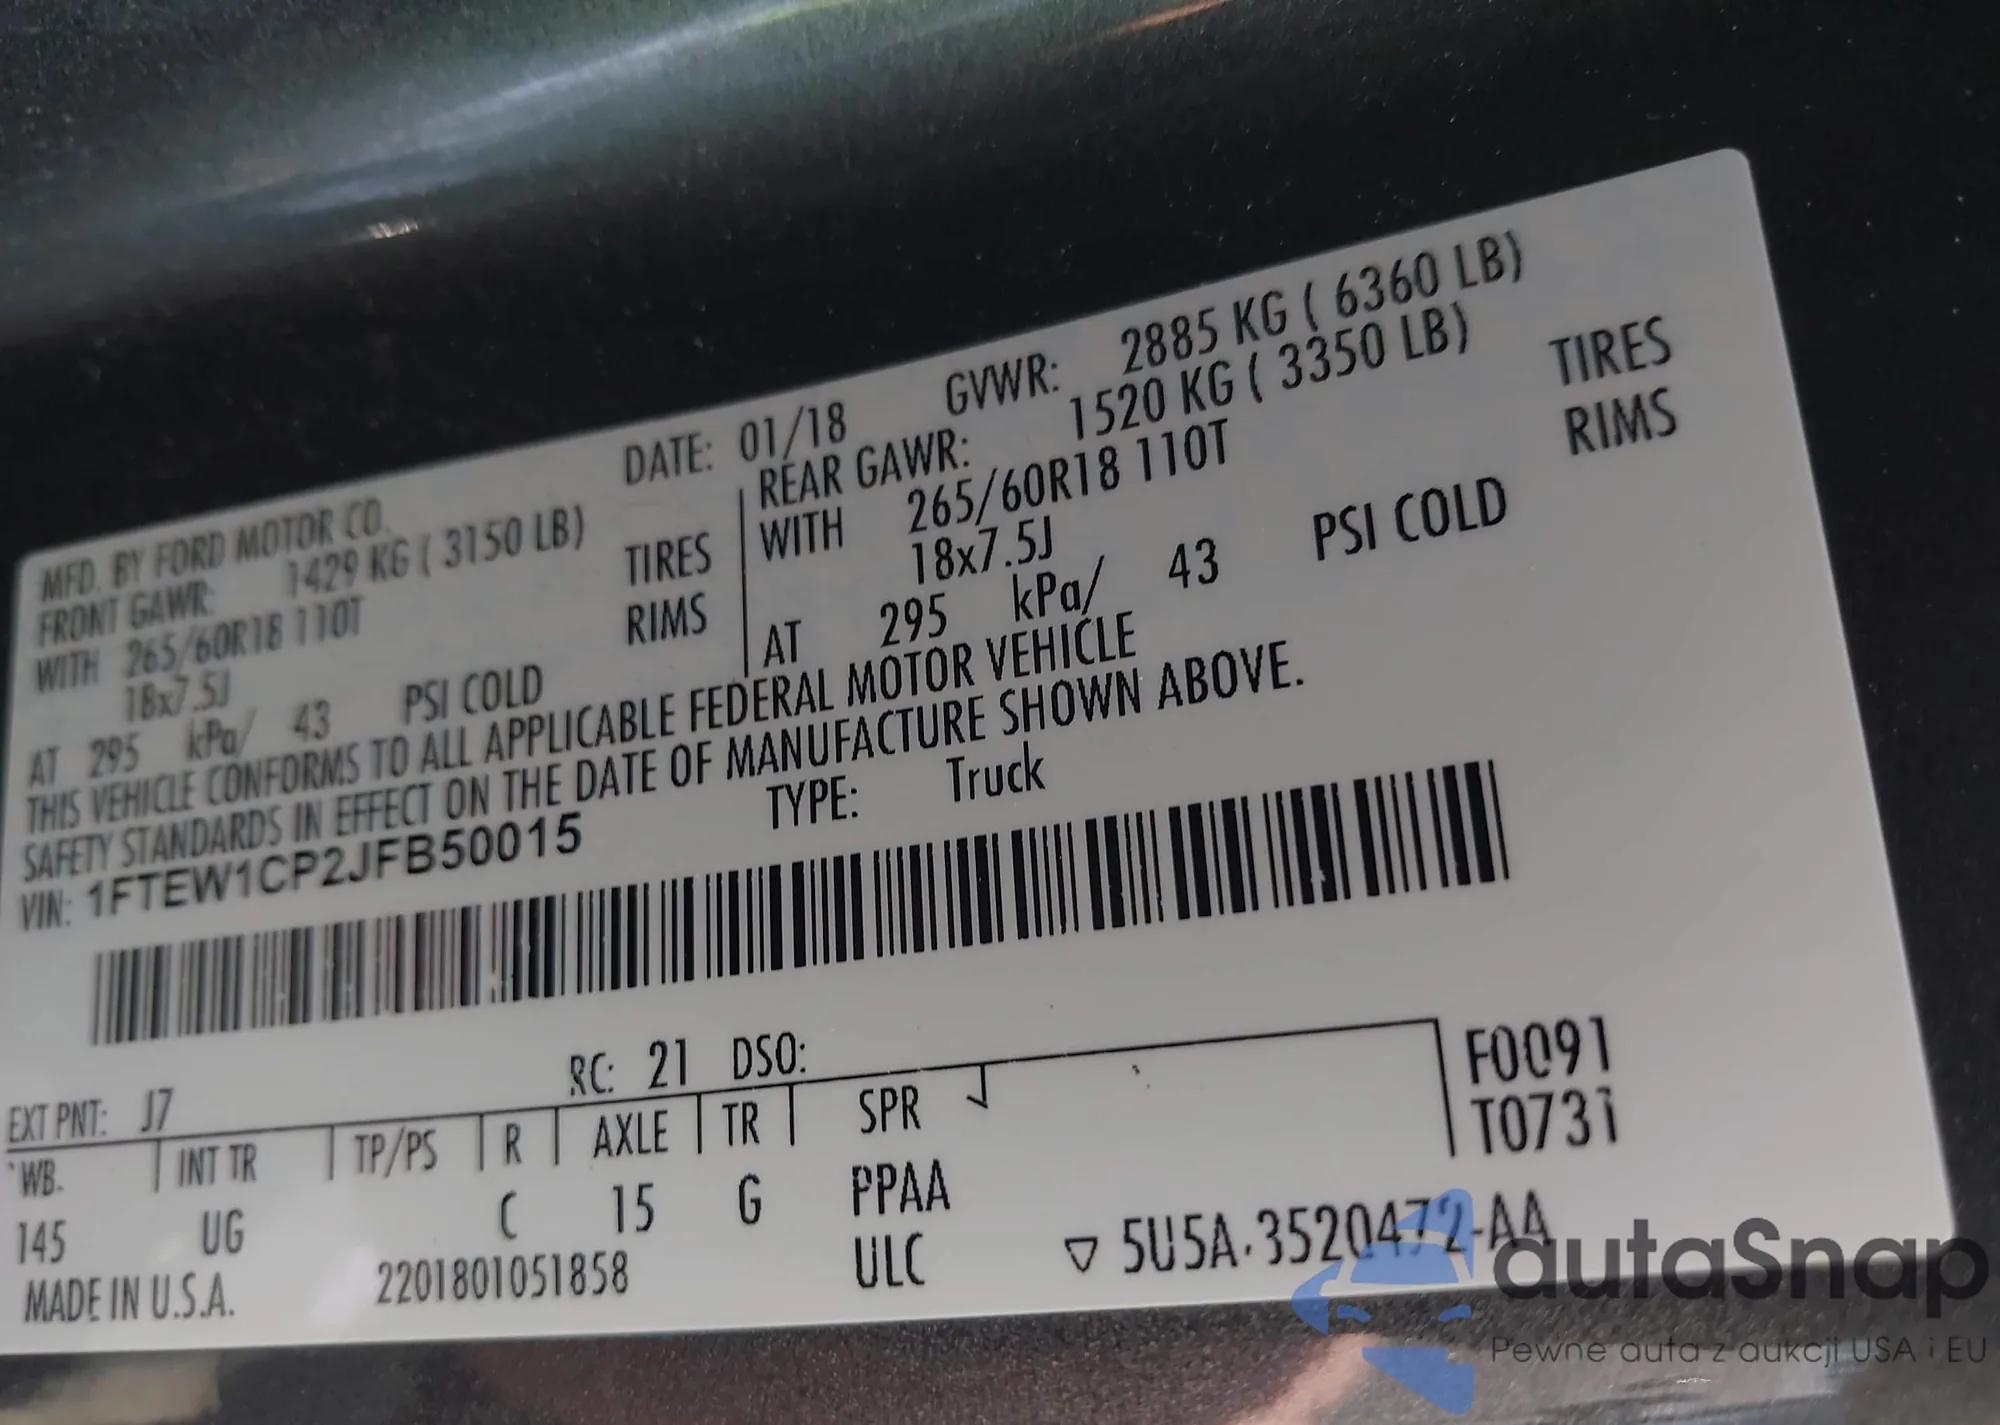 MFD. BY FORD MOTOR CO. DATE: 01/18 GVWR: 2885 KG ( 6360 LB)
FRONT GAWR: 1429 KG ( 3150 LB) REAR GAWR: 1520 KG ( 3350 LB)
WITH 265/60R18 110T TIRES WITH 265/60R18 110T TIRES
18x7.5J RIMS 18x7.5J RIMS
AT 295 kPa/ 43 PSI COLD AT 295 kPa/ 43 PSI COLD
THIS VEHICLE CONFORMS TO ALL APPLICABLE FEDERAL MOTOR VEHICLE
SAFETY STANDARDS IN EFFECT ON THE DATE OF MANUFACTURE SHOWN ABOVE.
VIN: 1FTEW1CP2JFB50015 TYPE: Truck
EXT PNT: J7 RC: 21 DSO: F0091
WB. INT TR TP/PS R AXLE TR SPR T0731
145 UG C 15 G PPAA
MADE IN U.S.A. 2201801051858 ULC ▽ 5U5A-3520472-AA
autaSnap
Pewne auta z aukcji USA i EU